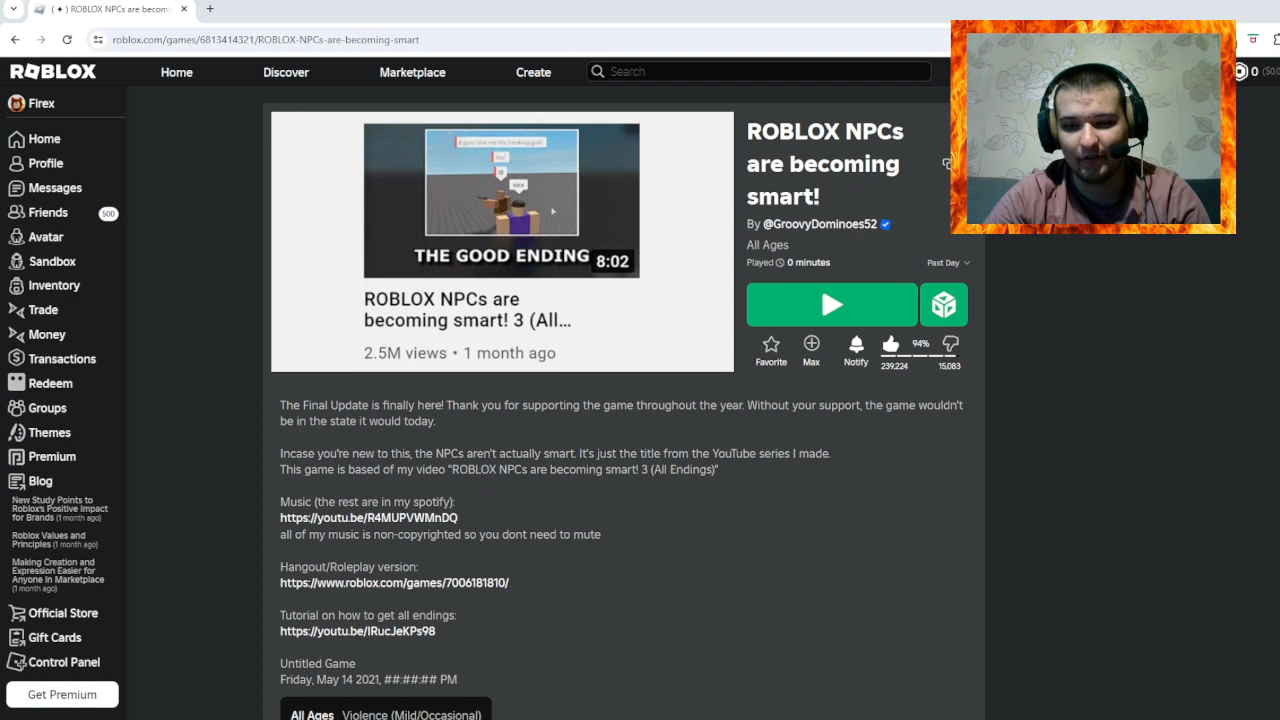 ( ✦ ) ROBLOX NPCs are becom
roblox.com/games/6813414321/ROBLOX-NPCs-are-becoming-smart
ROBLOX
Home
Discover
Marketplace
Create
Search
0
Firex
Home
Profile
Messages
Friends
500
Avatar
Sandbox
Inventory
Trade
Money
Transactions
Redeem
Groups
Themes
Premium
Blog
New Study Points to
Roblox's Positive Impact
for Brands (1 month ago)
Roblox Values and
Principles (1 month ago)
Making Creation and
Expression Easier for
Anyone In Marketplace
(1 month ago)
Official Store
Gift Cards
Control Panel
Get Premium
THE GOOD ENDING
8:02
ROBLOX NPCs are
becoming smart! 3 (All...
2.5M views • 1 month ago
ROBLOX NPCs
are becoming
smart!
By @GroovyDominoes52
All Ages
Played 0 minutes
Past Day
Favorite
Max
Notify
94%
239,224
15,083
The Final Update is finally here! Thank you for supporting the game throughout the year. Without your support, the game wouldn't
be in the state it would today.
Incase you're new to this, the NPCs aren't actually smart. It's just the title from the YouTube series I made.
This game is based of my video "ROBLOX NPCs are becoming smart! 3 (All Endings)"
Music (the rest are in my spotify):
https://youtu.be/R4MUPVWMnDQ
all of my music is non-copyrighted so you dont need to mute
Hangout/Roleplay version:
https://www.roblox.com/games/7006181810/
Tutorial on how to get all endings:
https://youtu.be/lRucJeKPs98
Untitled Game
Friday, May 14 2021, ##:##:## PM
All Ages Violence (Mild/Occasional)